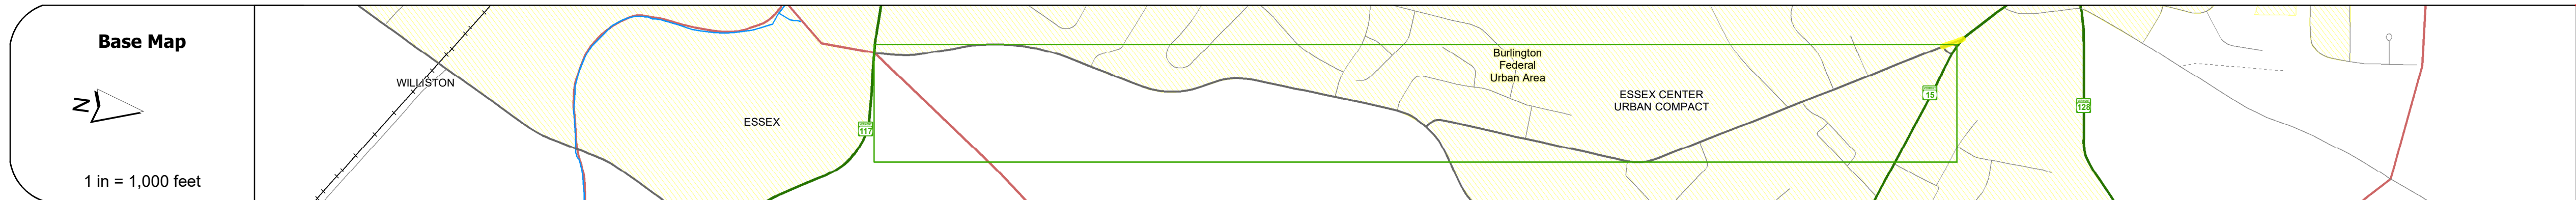 Base Map
N
1 in = 1,000 feet
WILLISTON
ESSEX
117
Burlington
Federal
Urban Area
ESSEX CENTER
URBAN COMPACT
15
128